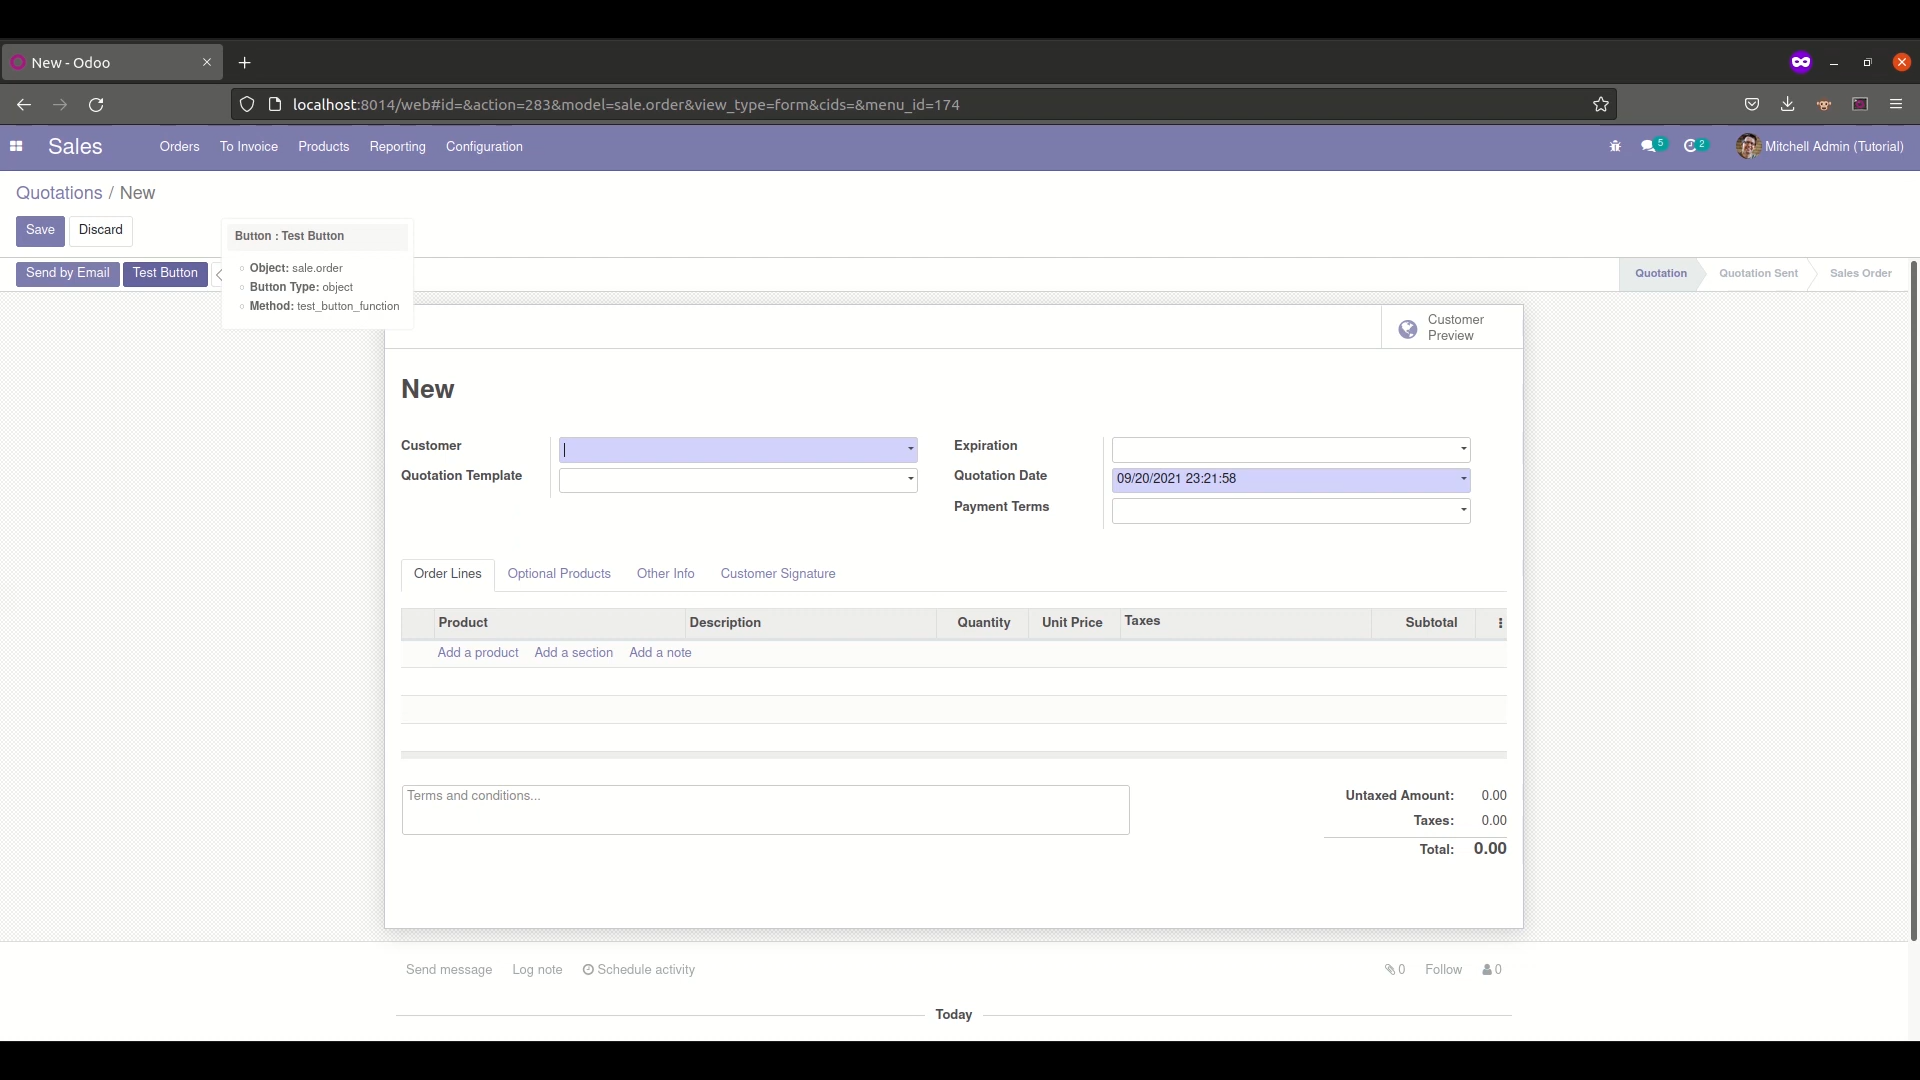 New - Odoo
localhost:8014/web#id=&action=283&model=sale.order&view_type=form&cids=&menu_id=174
Sales Orders To Invoice Products Reporting Configuration 5 2 Mitchell Admin (Tutorial)
Quotations / New
Save Discard
Button : Test Button
Object: sale.order
Button Type: object
Method: test_button_function
Send by Email Test Button Quotation Quotation Sent Sales Order
Customer
Preview
New
Customer Expiration
Quotation Template Quotation Date 09/20/2021 23:21:58
Payment Terms
Order Lines Optional Products Other Info Customer Signature
Product Description Quantity Unit Price Taxes Subtotal
Add a product Add a section Add a note
Terms and conditions... Untaxed Amount: 0.00
Taxes: 0.00
Total: 0.00
Send message Log note Schedule activity 0 Follow 0
Today